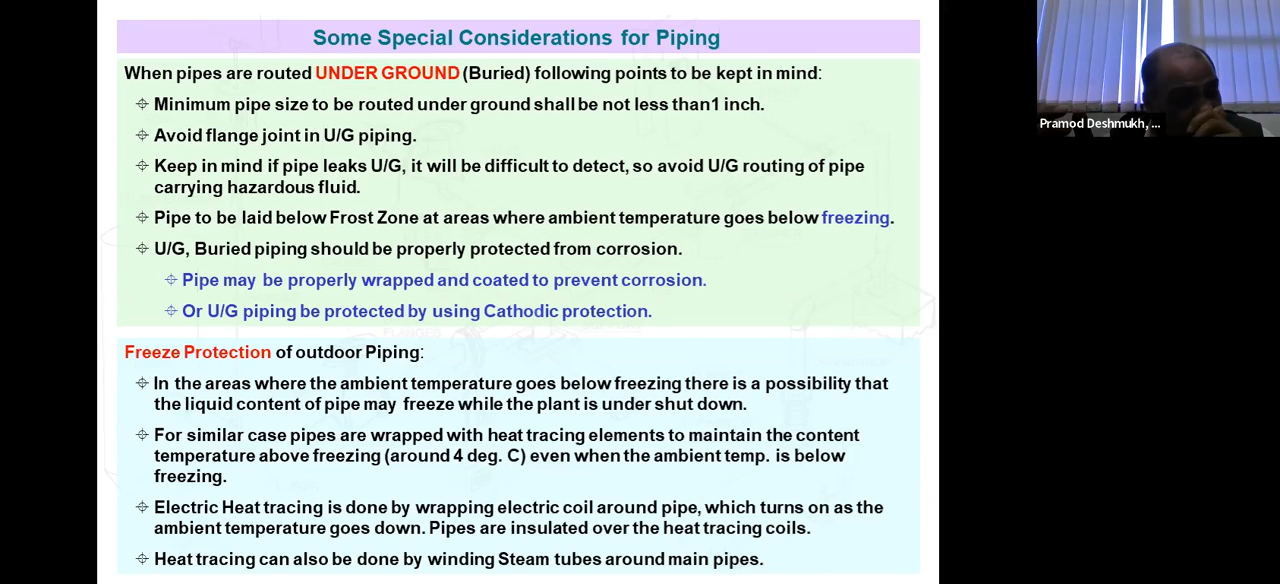 Some Special Considerations for Piping
When pipes are routed UNDER GROUND (Buried) following points to be kept in mind:
Minimum pipe size to be routed under ground shall be not less than1 inch.
Avoid flange joint in U/G piping.
Keep in mind if pipe leaks U/G, it will be difficult to detect, so avoid U/G routing of pipe
carrying hazardous fluid.
Pipe to be laid below Frost Zone at areas where ambient temperature goes below freezing.
U/G, Buried piping should be properly protected from corrosion.
Pipe may be properly wrapped and coated to prevent corrosion.
Or U/G piping be protected by using Cathodic protection.
Freeze Protection of outdoor Piping:
In the areas where the ambient temperature goes below freezing there is a possibility that
the liquid content of pipe may freeze while the plant is under shut down.
For similar case pipes are wrapped with heat tracing elements to maintain the content
temperature above freezing (around 4 deg. C) even when the ambient temp. is below
freezing.
Electric Heat tracing is done by wrapping electric coil around pipe, which turns on as the
ambient temperature goes down. Pipes are insulated over the heat tracing coils.
Heat tracing can also be done by winding Steam tubes around main pipes.
Pramod Deshmukh, ...